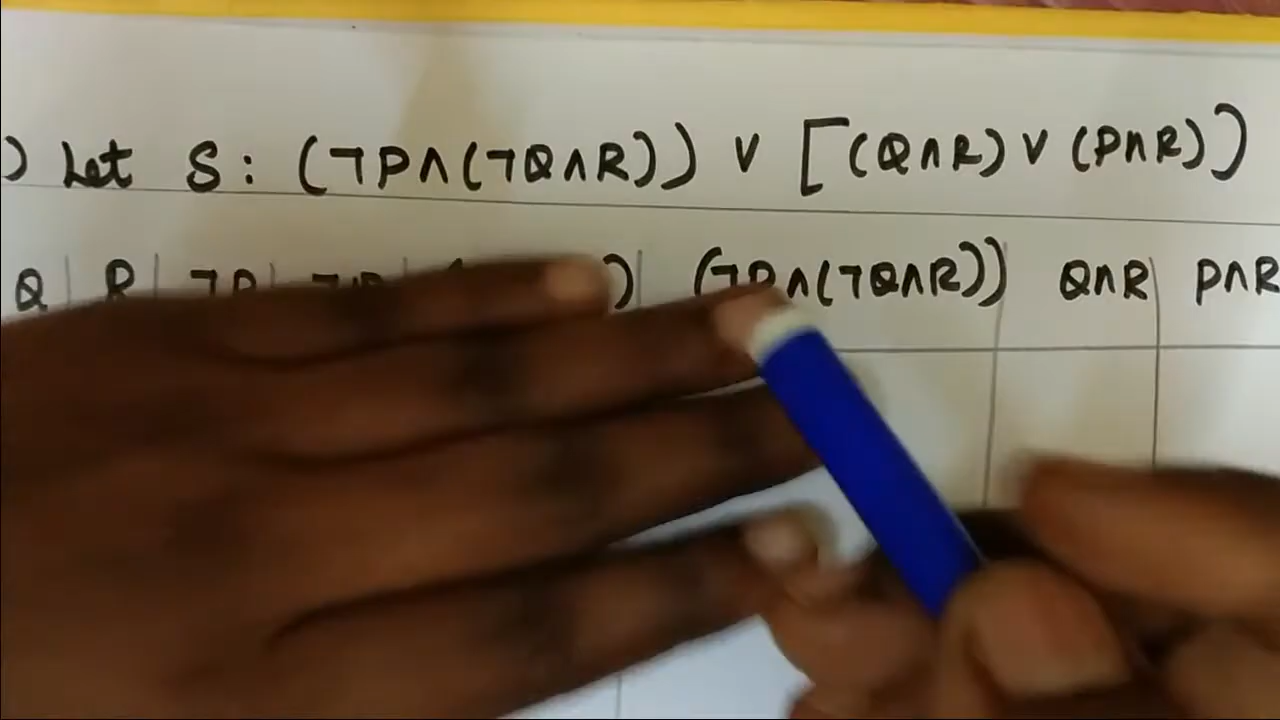 ) Let S: (¬P∧(¬Q∧R)) ∨ [(Q∧R)∨(P∧R))
Q R ¬P ) (¬P∧(¬Q∧R)) Q∧R P∧R